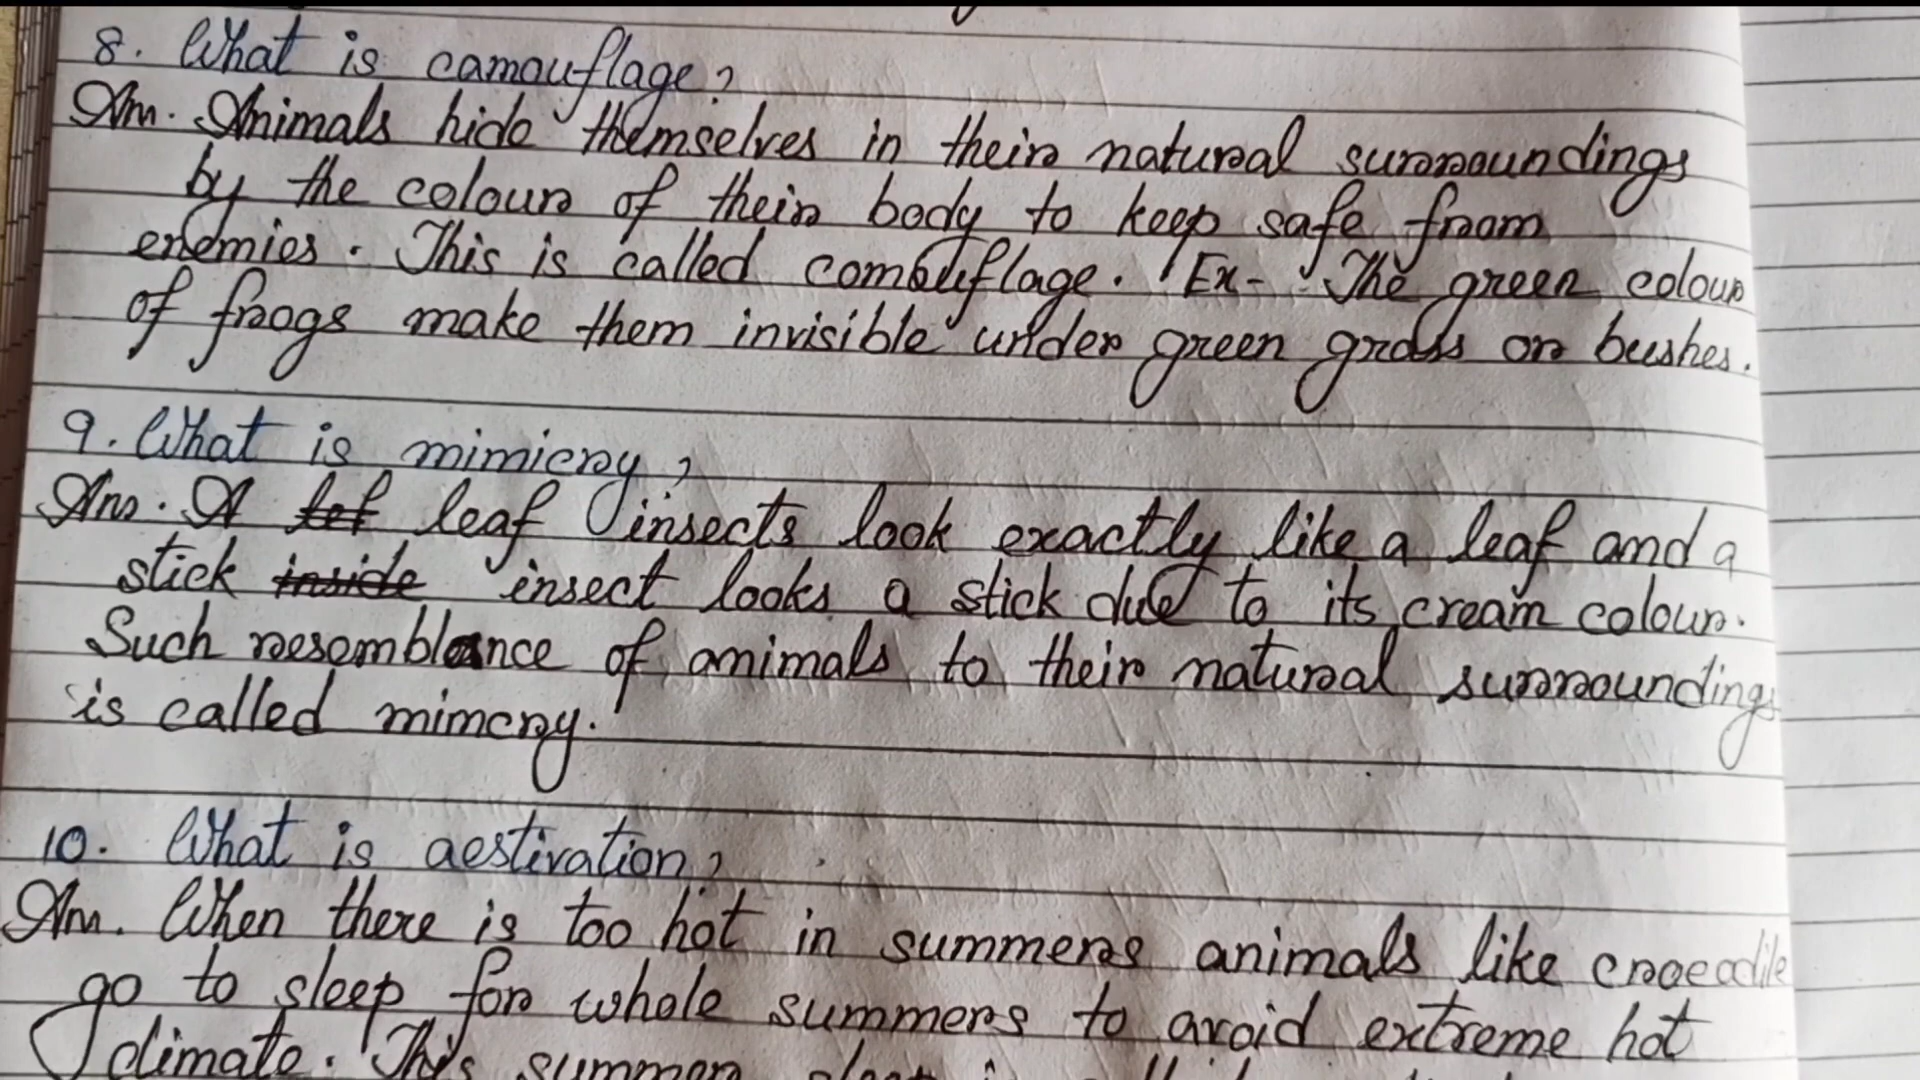 8. What is camouflage?
Ans. Animals hide themselves in their natural surroundings
by the colour of their body to keep safe from
enemies. This is called comouflage. Ex- The green colour
of frogs make them invisible under green grass or bushes.
9. What is mimicry?
Ans. A leaf insects look exactly like a leaf and a
stick inside insect looks a stick due to its cream colour.
Such resemblance of animals to their natural surroundings
is called mimcry.
10. What is aestivation?
Ans. When there is too hot in summers animals like crocodile
go to sleep for whole summers to avoid extreme hot
climate. This summer